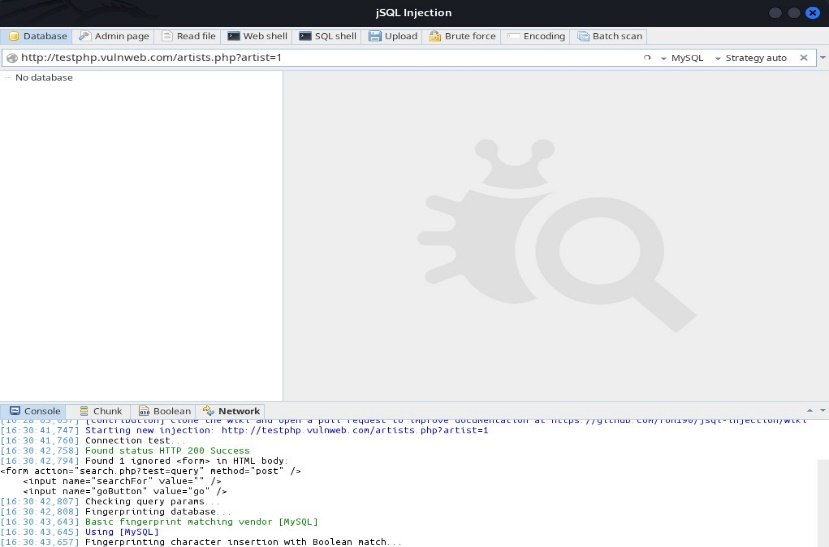 jSQL Injection
Database Admin page Read file Web shell SQL shell Upload Brute force Encoding Batch scan
http://testphp.vulnweb.com/artists.php?artist=1 MySQL Strategy auto
No database
Console Chunk Boolean Network
[Contribution] Clone the wiki and open a pull request to improve documentation at https://github.com/ron190/jsql-injection/wiki
[16:30:41,747] Starting new injection: http://testphp.vulnweb.com/artists.php?artist=1
[16:30:41,760] Connection test...
[16:30:42,758] Found status HTTP 200 Success
[16:30:42,794] Found 1 ignored <form> in HTML body:
<form action="search.php?test=query" method="post" />
<input name="searchFor" value="" />
<input name="goButton" value="go" />
[16:30:42,807] Checking query params...
[16:30:42,808] Fingerprinting database...
[16:30:43,643] Basic fingerprint matching vendor [MySQL]
[16:30:43,645] Using [MySQL]
[16:30:43,657] Fingerprinting character insertion with Boolean match...